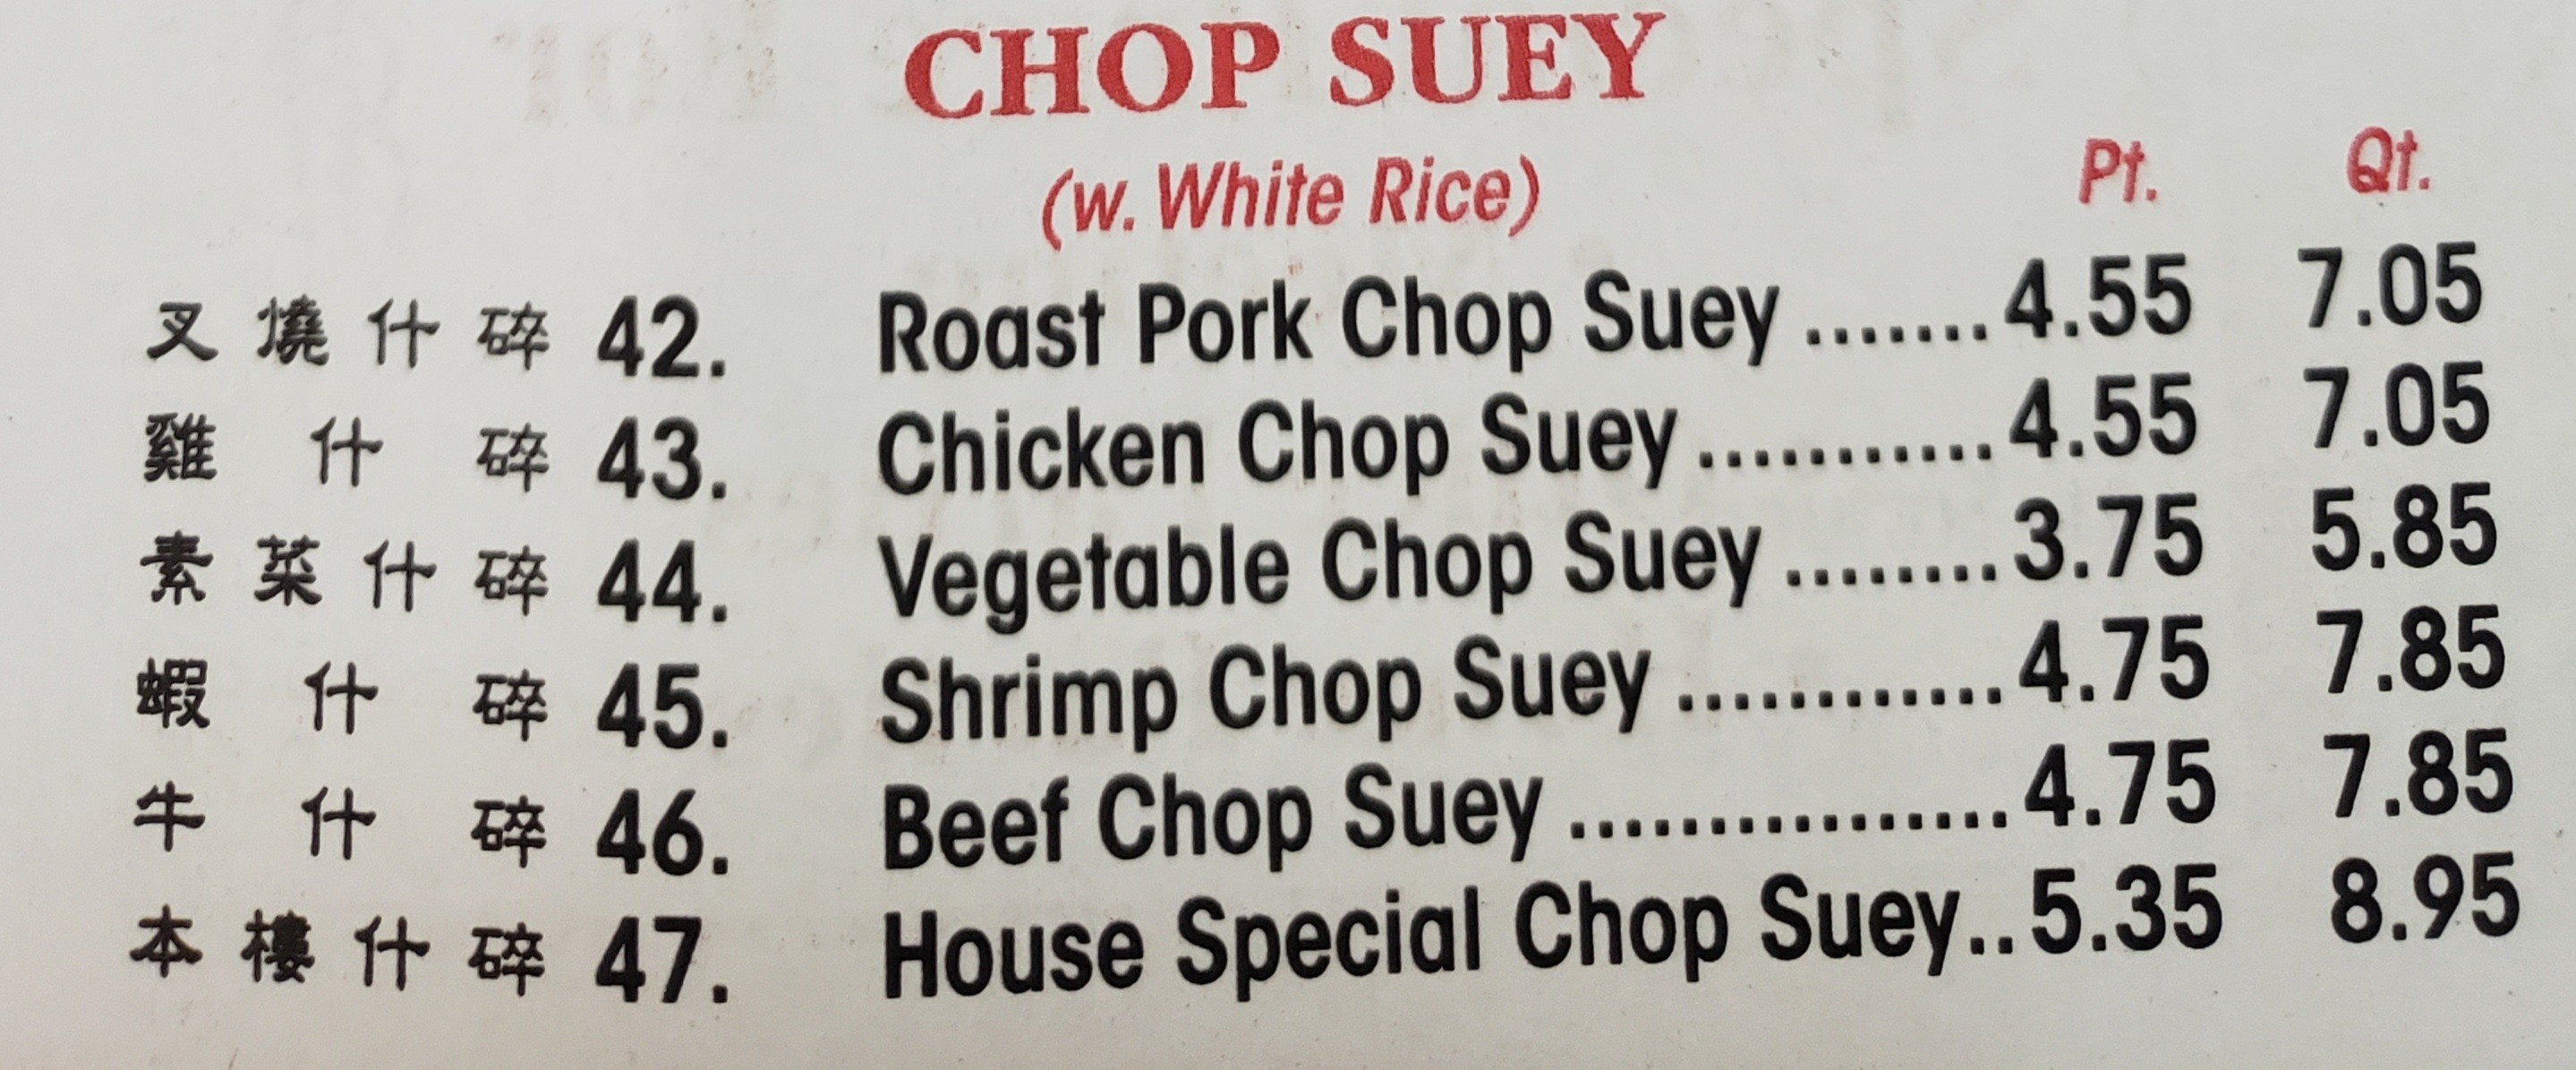 CHOP SUEY
(w. White Rice)
Pt. Qt.
叉燒什碎 42. Roast Pork Chop Suey.......4.55 7.05
雞什碎 43. Chicken Chop Suey...........4.55 7.05
素菜什碎 44. Vegetable Chop Suey........3.75 5.85
蝦什碎 45. Shrimp Chop Suey............4.75 7.85
牛什碎 46. Beef Chop Suey................4.75 7.85
本樓什碎 47. House Special Chop Suey..5.35 8.95